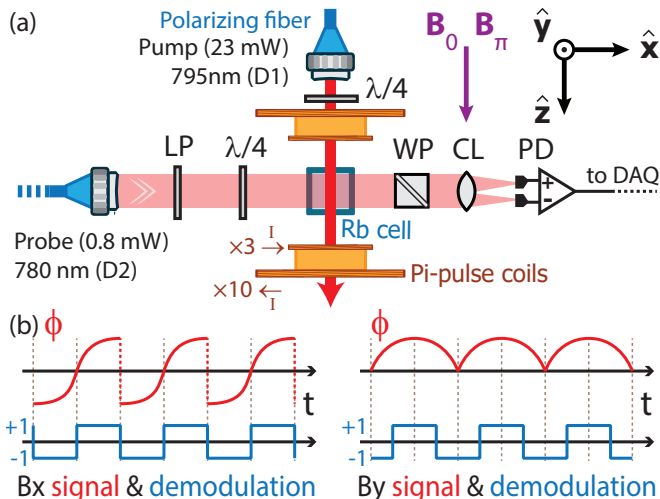 (a)
Polarizing fiber
Pump (23 mW)
795nm (D1)
λ/4
B₀ Bπ
ŷ
x̂
ẑ
LP
λ/4
WP
CL
PD
+
-
to DAQ
Rb cell
Probe (0.8 mW)
780 nm (D2)
×3 → I
×10 ← I
Pi-pulse coils
(b)
ϕ
t
+1
-1
Bx signal & demodulation
ϕ
t
+1
-1
By signal & demodulation